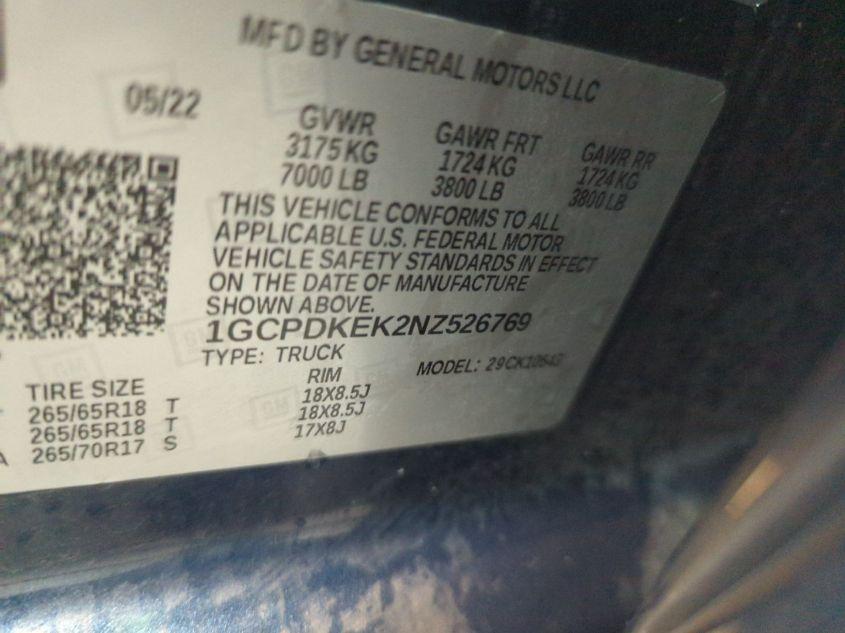 MFD BY GENERAL MOTORS LLC
05/22
GVWR GAWR FRT GAWR RR
3175 KG 1724 KG 1724 KG
7000 LB 3800 LB 3800 LB
THIS VEHICLE CONFORMS TO ALL
APPLICABLE U.S. FEDERAL MOTOR
VEHICLE SAFETY STANDARDS IN EFFECT
ON THE DATE OF MANUFACTURE
SHOWN ABOVE.
1GCPDKEK2NZ526769
TYPE: TRUCK MODEL: 29CK10543
TIRE SIZE RIM
265/65R18 T 18X8.5J
265/65R18 T 18X8.5J
265/70R17 S 17X8J